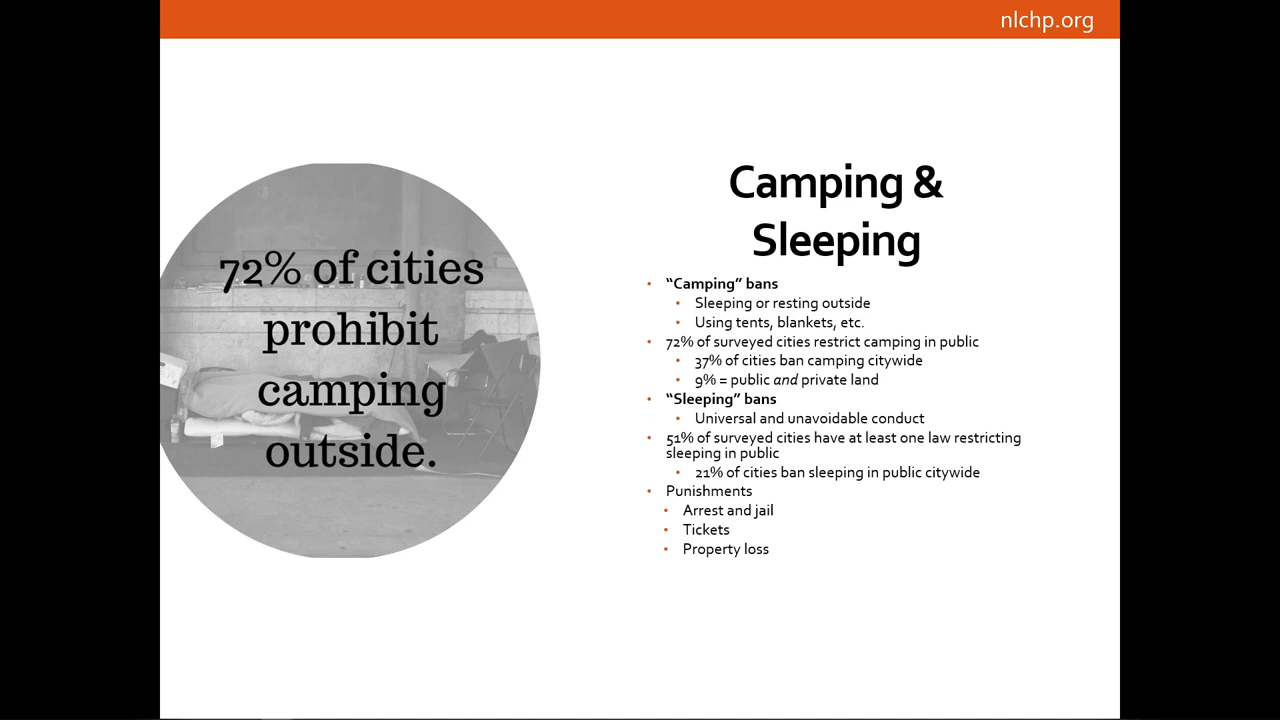 nlchp.org
72% of cities
prohibit
camping
outside.
Camping &
Sleeping
• “Camping” bans
• Sleeping or resting outside
• Using tents, blankets, etc.
• 72% of surveyed cities restrict camping in public
• 37% of cities ban camping citywide
• 9% = public and private land
• “Sleeping” bans
• Universal and unavoidable conduct
• 51% of surveyed cities have at least one law restricting
sleeping in public
• 21% of cities ban sleeping in public citywide
• Punishments
• Arrest and jail
• Tickets
• Property loss